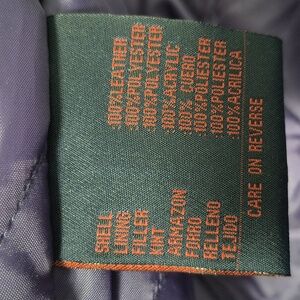 SHELL :100%LEATHER
LINING :100%POLYESTER
FILLER :100%POLYESTER
KNIT :100%ACRYLIC
ARMAZON :100% CUERO
FORRO :100%POLIESTER
RELLENO :100%POLIESTER
TEJIDO 100%ACRILICA
CARE ON REVERSE